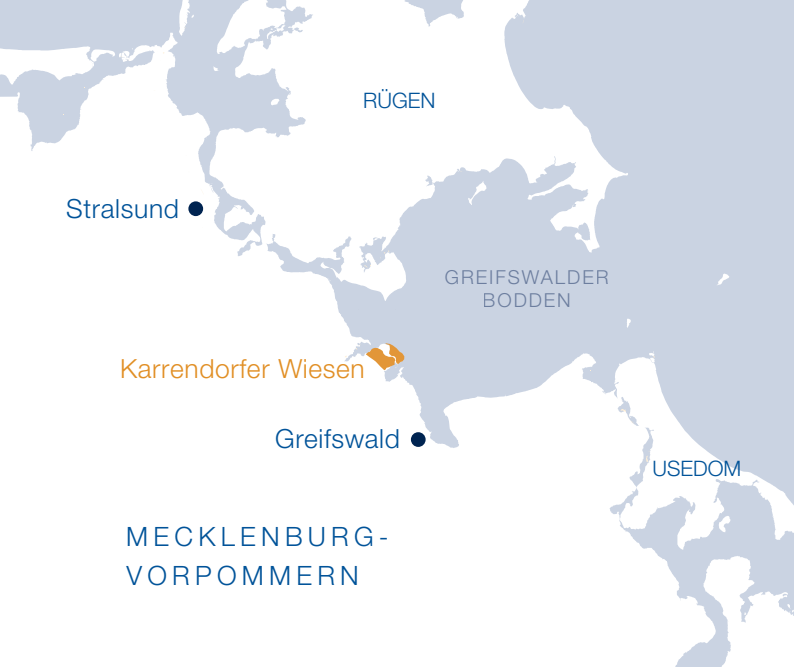 RÜGEN
Stralsund
GREIFSWALDER
BODDEN
Karrendorfer Wiesen
Greifswald
USEDOM
MECKLENBURG-
VORPOMMERN